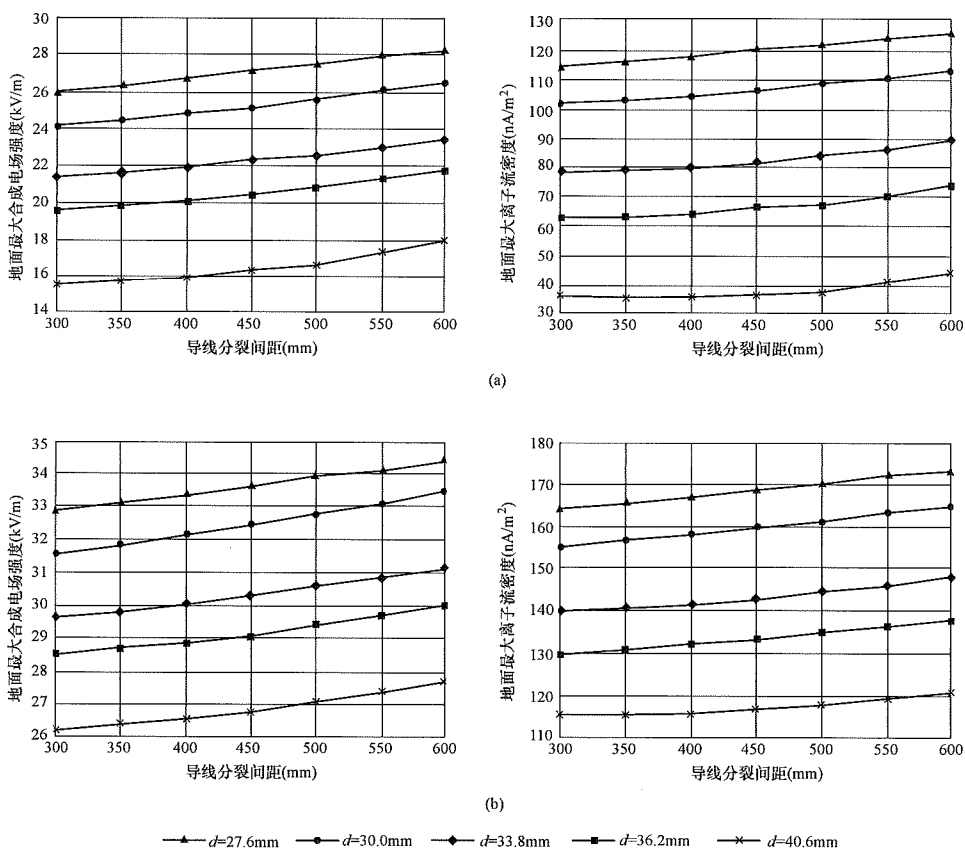 地面最大合成电场强度(kV/m)
30
28
26
24
22
20
18
16
14
300 350 400 450 500 550 600
导线分裂间距(mm)
地面最大离子流密度(nA/m²)
130
120
110
100
90
80
70
60
50
40
30
300 350 400 450 500 550 600
导线分裂间距(mm)
(a)
地面最大合成电场强度(kV/m)
35
34
33
32
31
30
29
28
27
26
300 350 400 450 500 550 600
导线分裂间距(mm)
地面最大离子流密度(nA/m²)
180
170
160
150
140
130
120
110
300 350 400 450 500 550 600
导线分裂间距(mm)
(b)
d=27.6mm d=30.0mm d=33.8mm d=36.2mm d=40.6mm